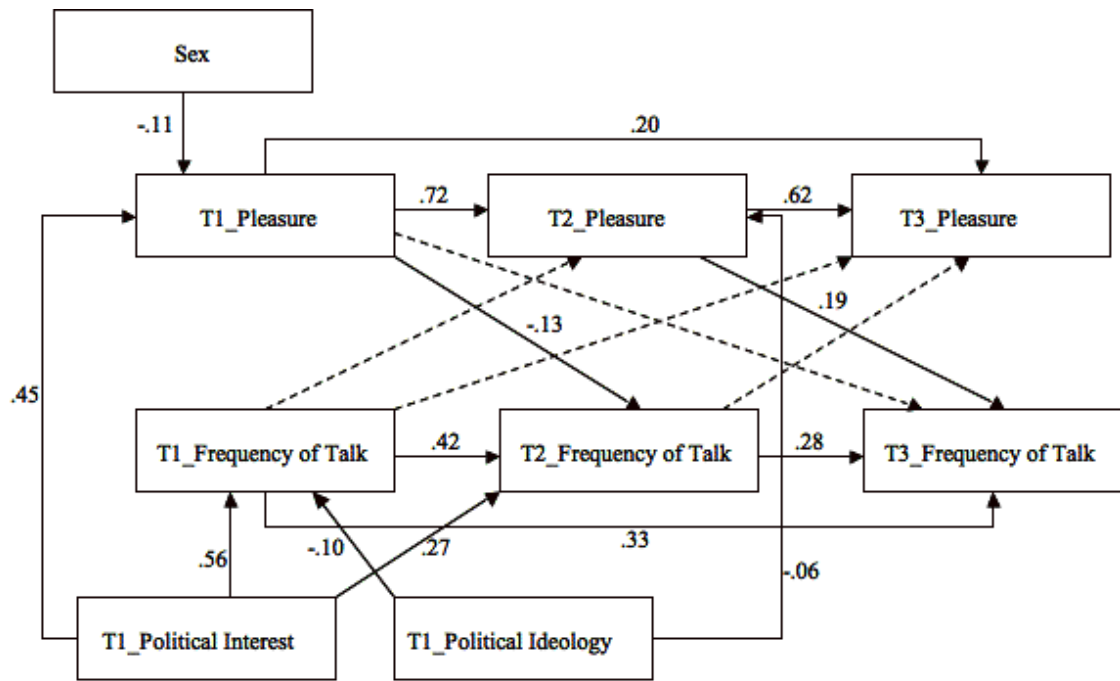 Sex
-.11
.20
T1_Pleasure
.72
T2_Pleasure
.62
T3_Pleasure
-.13
.19
.45
T1_Frequency of Talk
.42
T2_Frequency of Talk
.28
T3_Frequency of Talk
.56
-.10
.27
.33
-.06
T1_Political Interest
T1_Political Ideology